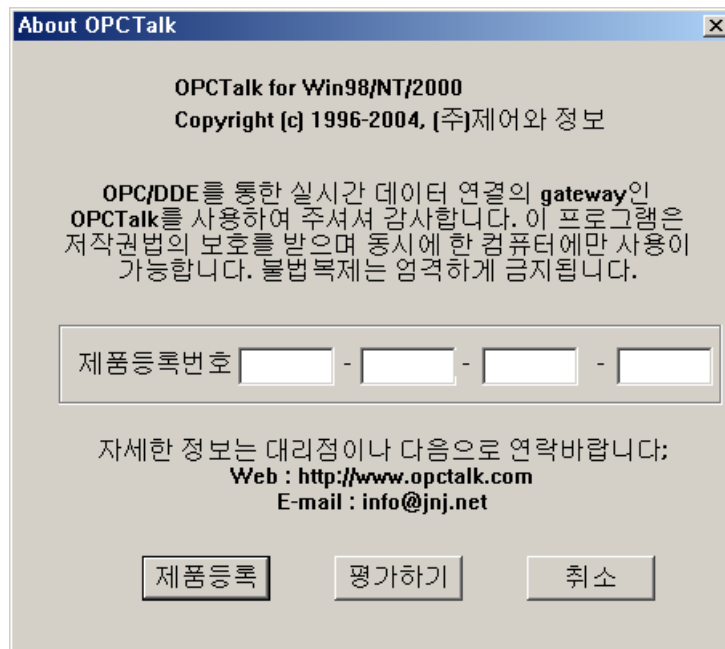 About OPCTalk
OPCTalk for Win98/NT/2000
Copyright (c) 1996-2004, (주)제어와 정보
OPC/DDE를 통한 실시간 데이터 연결의 gateway인
OPCTalk를 사용하여 주셔서 감사합니다. 이 프로그램은
저작권법의 보호를 받으며 동시에 한 컴퓨터에만 사용이
가능합니다. 불법복제는 엄격하게 금지됩니다.
제품등록번호 - - -
자세한 정보는 대리점이나 다음으로 연락바랍니다;
Web : http://www.opctalk.com
E-mail : info@jnj.net
제품등록 평가하기 취소